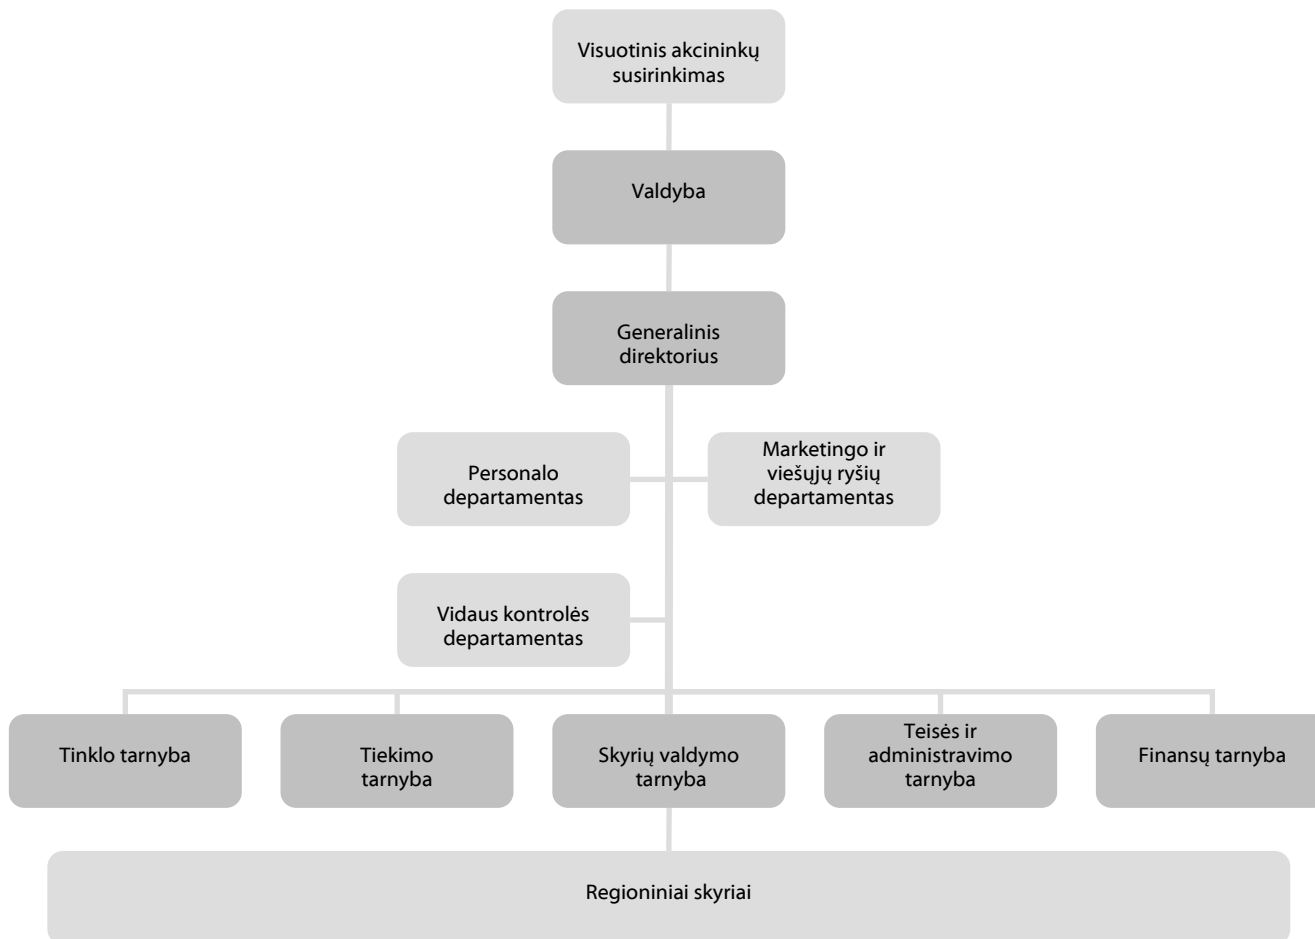 Visuotinis akcininkų
susirinkimas
Valdyba
Generalinis
direktorius
Personalo
departamentas
Marketingo ir
viešųjų ryšių
departamentas
Vidaus kontrolės
departamentas
Tinklo tarnyba
Tiekimo
tarnyba
Skyrių valdymo
tarnyba
Teisės ir
administravimo
tarnyba
Finansų tarnyba
Regioniniai skyriai